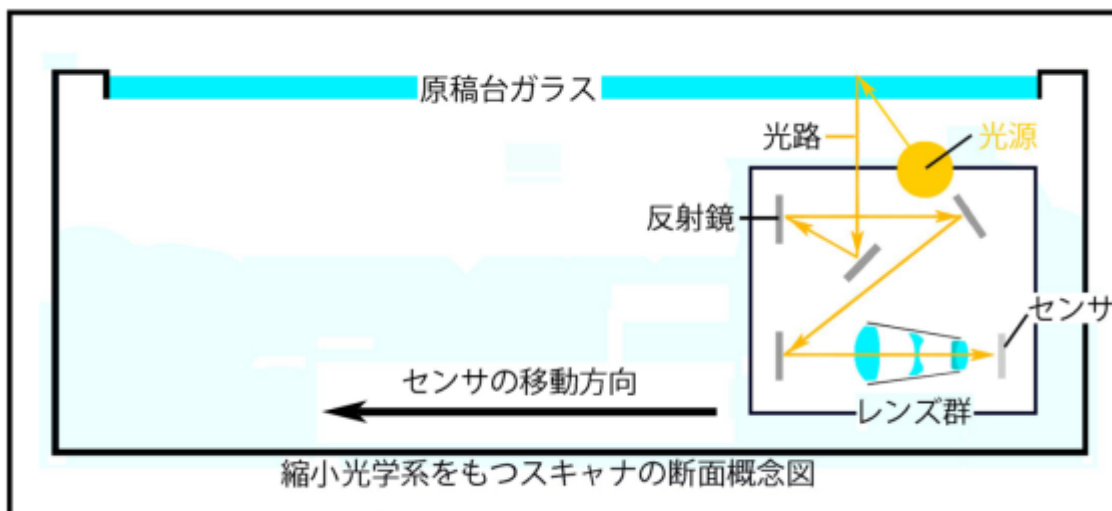 原稿台ガラス
光路
光源
反射鏡
センサ
センサの移動方向
レンズ群
縮小光学系をもつスキャナの断面概念図